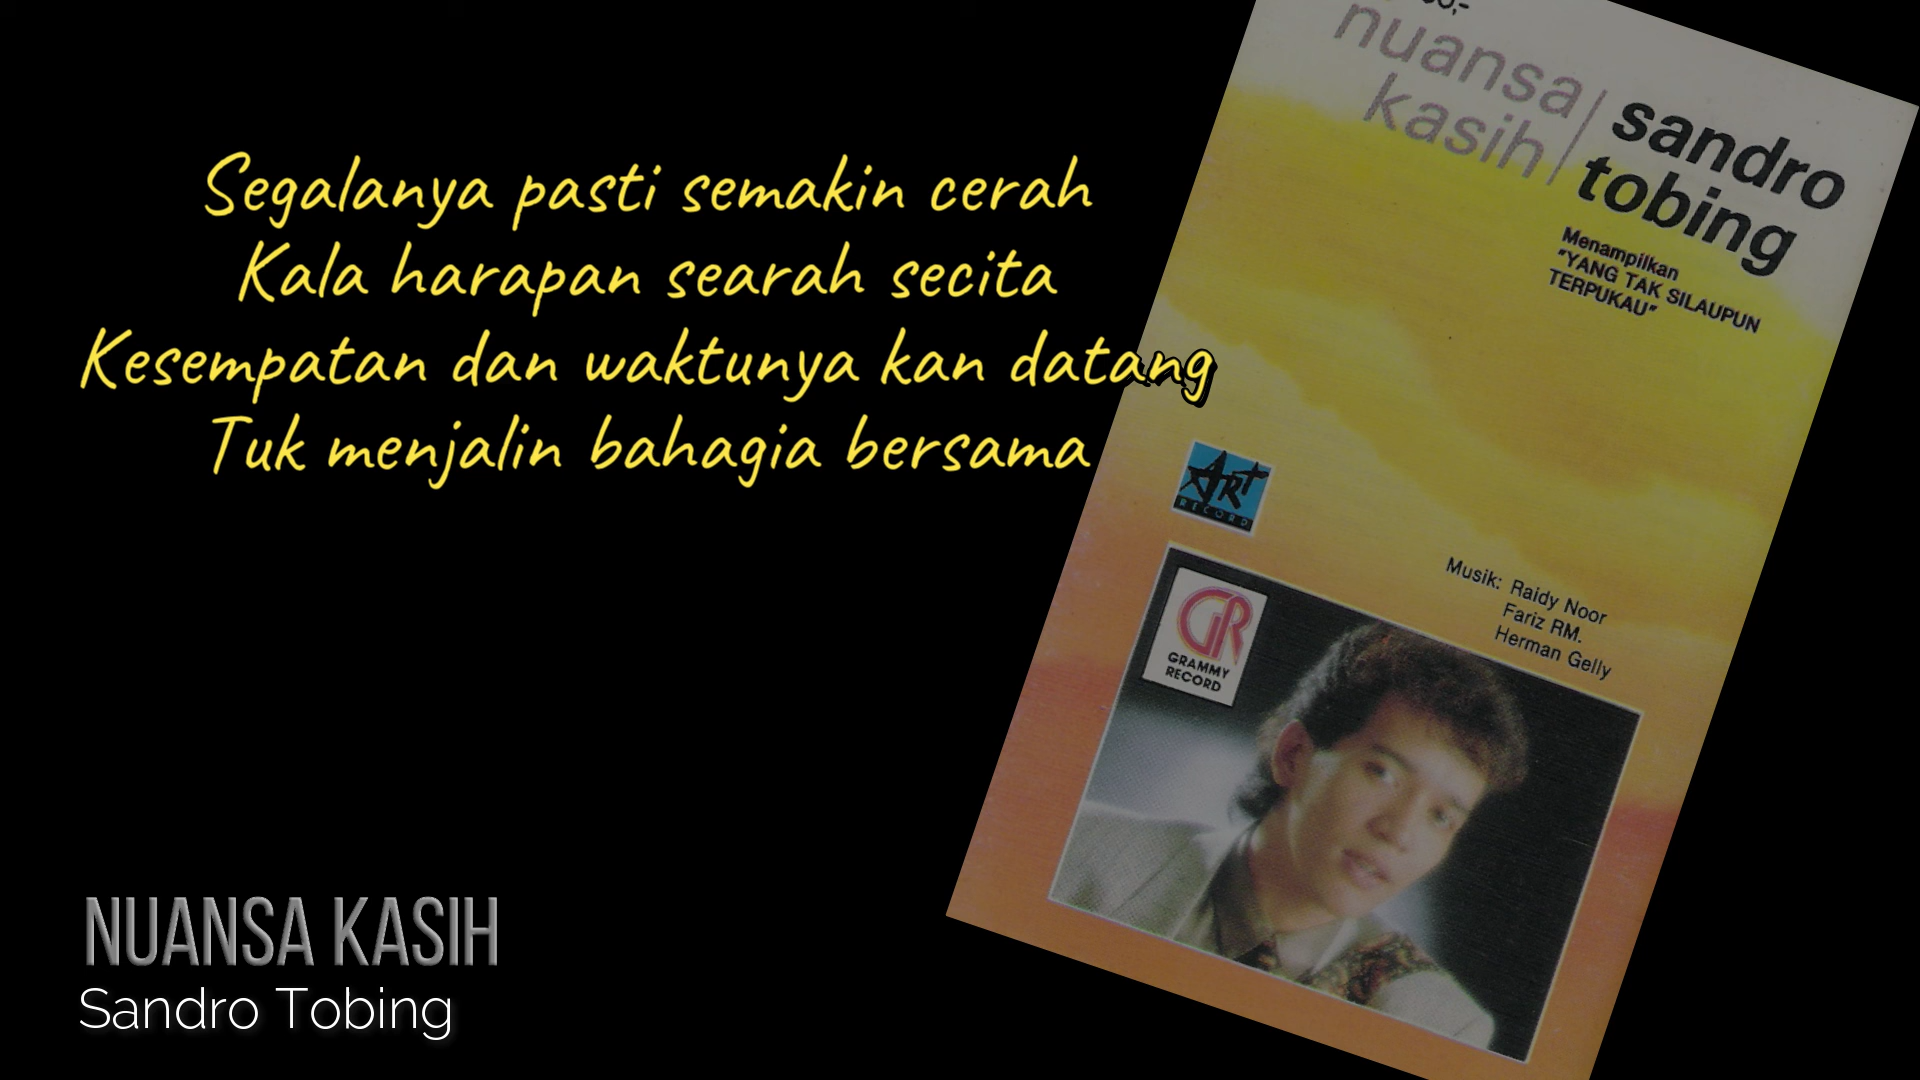 Segalanya pasti semakin cerah
Kala harapan searah secita
Kesempatan dan waktunya kan datang
Tuk menjalin bahagia bersama
NUANSA KASIH
Sandro Tobing
nuansa
kasih
sandro
tobing
Menampilkan
"YANG TAK SILAUPUN
TERPUKAU"
ART
RECORD
Musik: Raidy Noor
Fariz RM.
Herman Gelly
GR
GRAMMY
RECORD